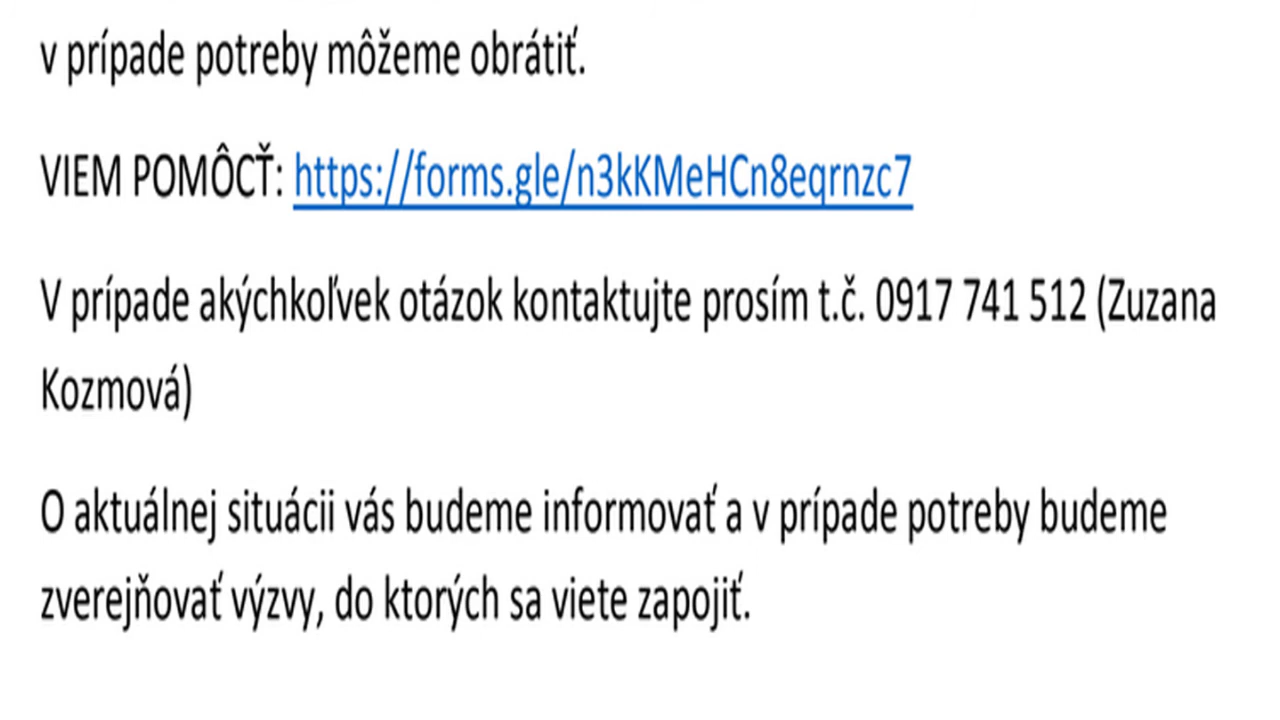 v prípade potreby môžeme obrátiť.
VIEM POMÔCŤ: https://forms.gle/n3kKMeHCn8eqrnzc7
V prípade akýchkoľvek otázok kontaktujte prosím t.č. 0917 741 512 (Zuzana
Kozmová)
O aktuálnej situácii vás budeme informovať a v prípade potreby budeme
zverejňovať výzvy, do ktorých sa viete zapojiť.